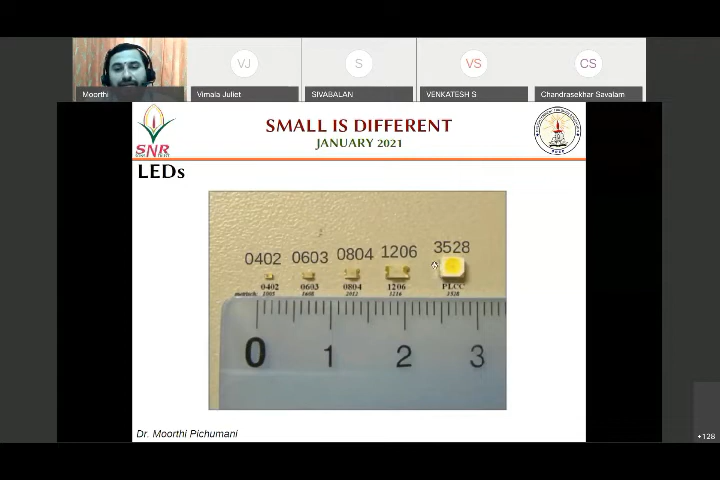 VJ
S
VS
CS
Moorthi
Vimala Juliet
SIVABALAN
VENKATESH S
Chandrasekhar Savalam
SMALL IS DIFFERENT
JANUARY 2021
SNR
LEDs
0402 0603 0804 1206 3528
0402 0603 0804 1206 PLCC
0 1 2 3
Dr. Moorthi Pichumani
+128